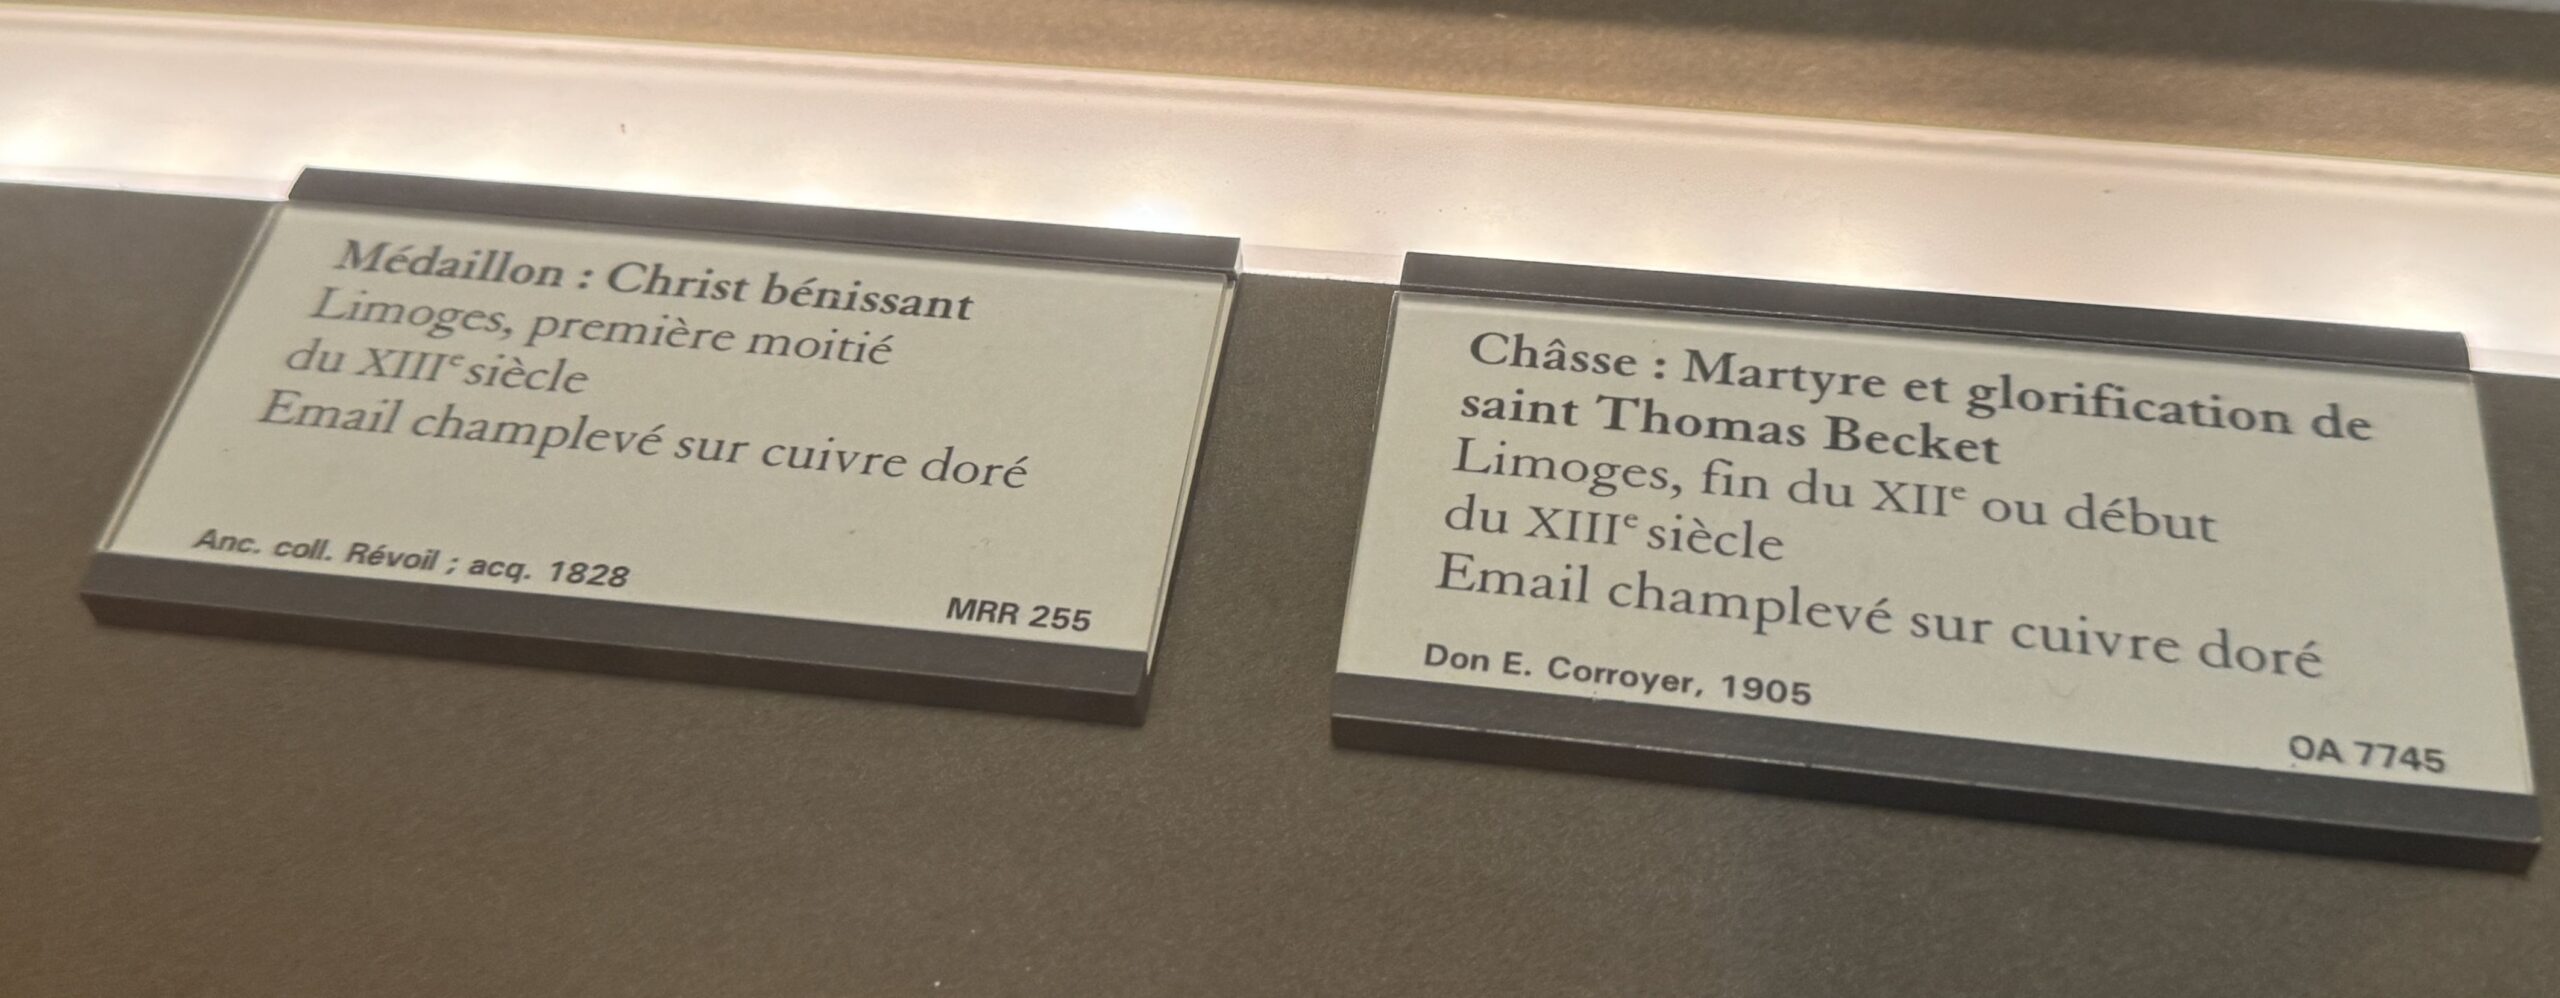 Médaillon : Christ bénissant
Limoges, première moitié
du XIIIe siècle
Email champlevé sur cuivre doré
Anc. coll. Révoil ; acq. 1828
MRR 255
Châsse : Martyre et glorification de
saint Thomas Becket
Limoges, fin du XIIe ou début
du XIIIe siècle
Email champlevé sur cuivre doré
Don E. Corroyer, 1905
OA 7745